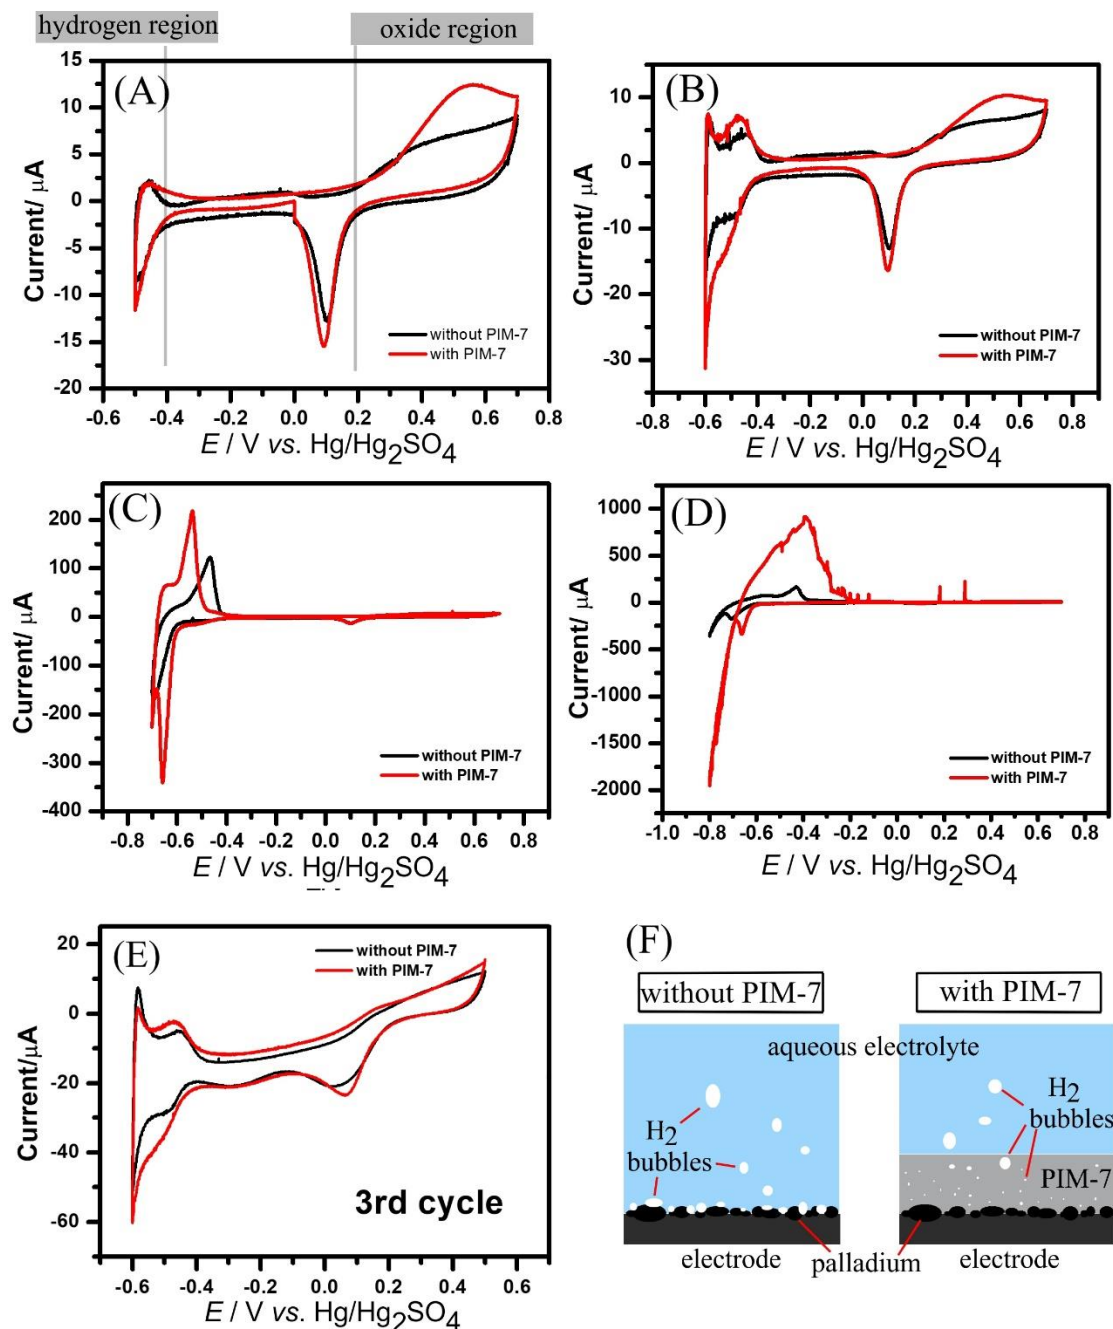 hydrogen region
oxide region
(A)
15
10
5
0
-5
-10
-15
-20
Current/ μA
without PIM-7
with PIM-7
-0.6 -0.4 -0.2 0.0 0.2 0.4 0.6 0.8
E / V vs. Hg/Hg2SO4
(B)
10
0
-10
-20
-30
Current/ μA
without PIM-7
with PIM-7
-0.8 -0.6 -0.4 -0.2 0.0 0.2 0.4 0.6 0.8
E / V vs. Hg/Hg2SO4
(C)
200
100
0
-100
-200
-300
-400
Current/ μA
without PIM-7
with PIM-7
-0.8 -0.6 -0.4 -0.2 0.0 0.2 0.4 0.6 0.8
E / V vs. Hg/Hg2SO4
(D)
1000
500
0
-500
-1000
-1500
-2000
Current/ μA
without PIM-7
with PIM-7
-1.0 -0.8 -0.6 -0.4 -0.2 0.0 0.2 0.4 0.6 0.8
E / V vs. Hg/Hg2SO4
(E)
20
0
-20
-40
-60
Current/μA
without PIM-7
with PIM-7
3rd cycle
-0.6 -0.4 -0.2 0.0 0.2 0.4 0.6
E / V vs. Hg/Hg2SO4
(F)
without PIM-7
with PIM-7
aqueous electrolyte
H2
bubbles
H2
bubbles
PIM-7
electrode
palladium
electrode